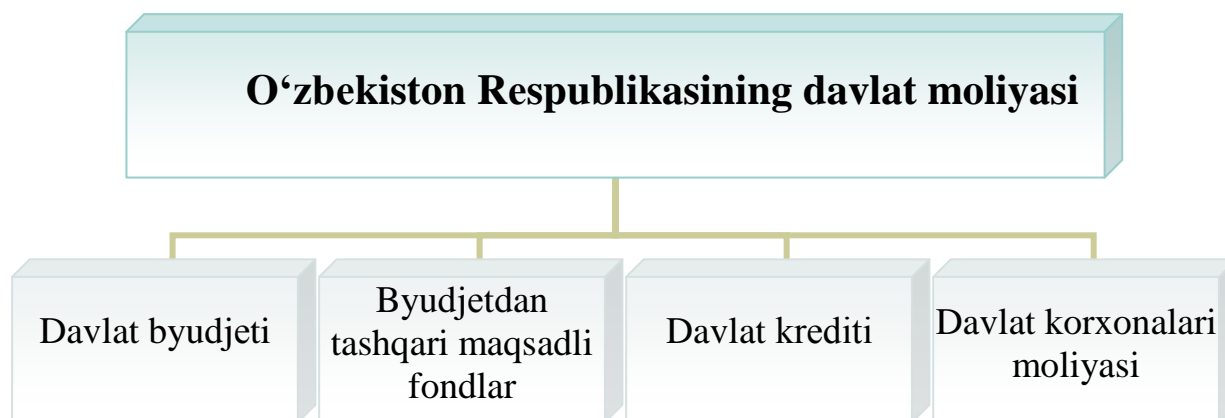 O‘zbekiston Respublikasining davlat moliyasi
Davlat byudjeti
Byudjetdan
tashqari maqsadli
fondlar
Davlat krediti
Davlat korxonalari
moliyasi